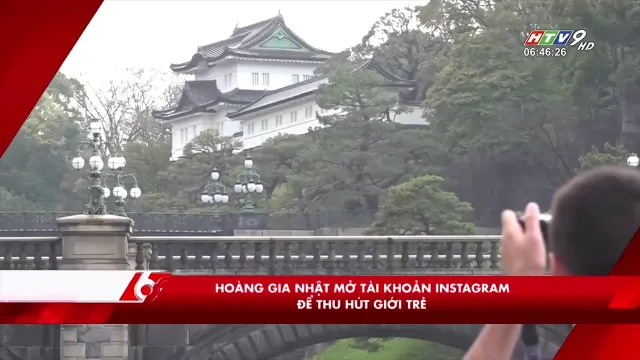 HTV9 HD
06:46:26
HOÀNG GIA NHẬT MỞ TÀI KHOẢN INSTAGRAM
ĐỂ THU HÚT GIỚI TRẺ